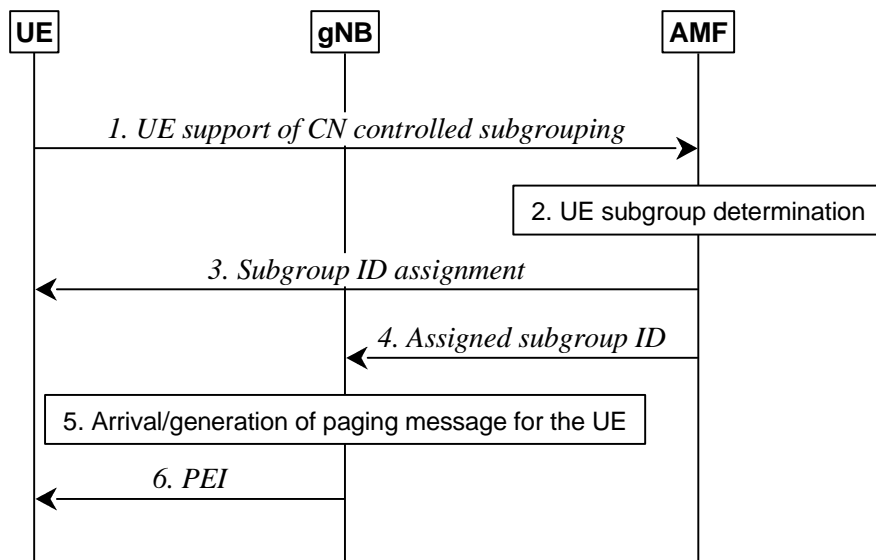 UE
gNB
AMF
1. UE support of CN controlled subgrouping
2. UE subgroup determination
3. Subgroup ID assignment
4. Assigned subgroup ID
5. Arrival/generation of paging message for the UE
6. PEI